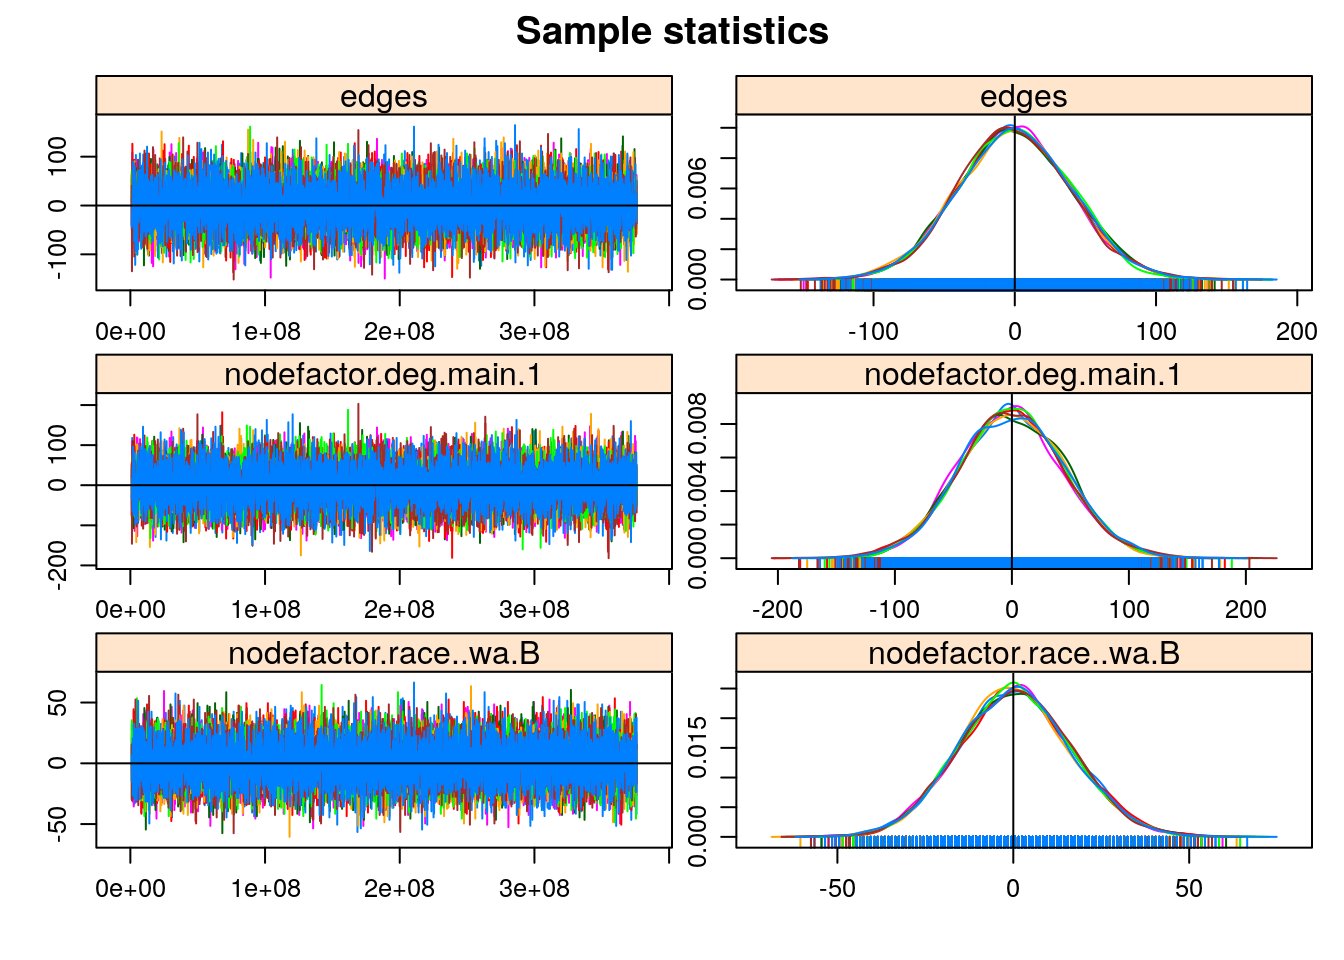 Sample statistics
edges edges
100
0
-100
0.006
0.000
0e+00 1e+08 2e+08 3e+08 -100 0 100 200
nodefactor.deg.main.1 nodefactor.deg.main.1
100
0
-200
0.008
0.004
0.000
0e+00 1e+08 2e+08 3e+08 -200 -100 0 100 200
nodefactor.race..wa.B nodefactor.race..wa.B
50
0
-50
0.015
0.000
0e+00 1e+08 2e+08 3e+08 -50 0 50